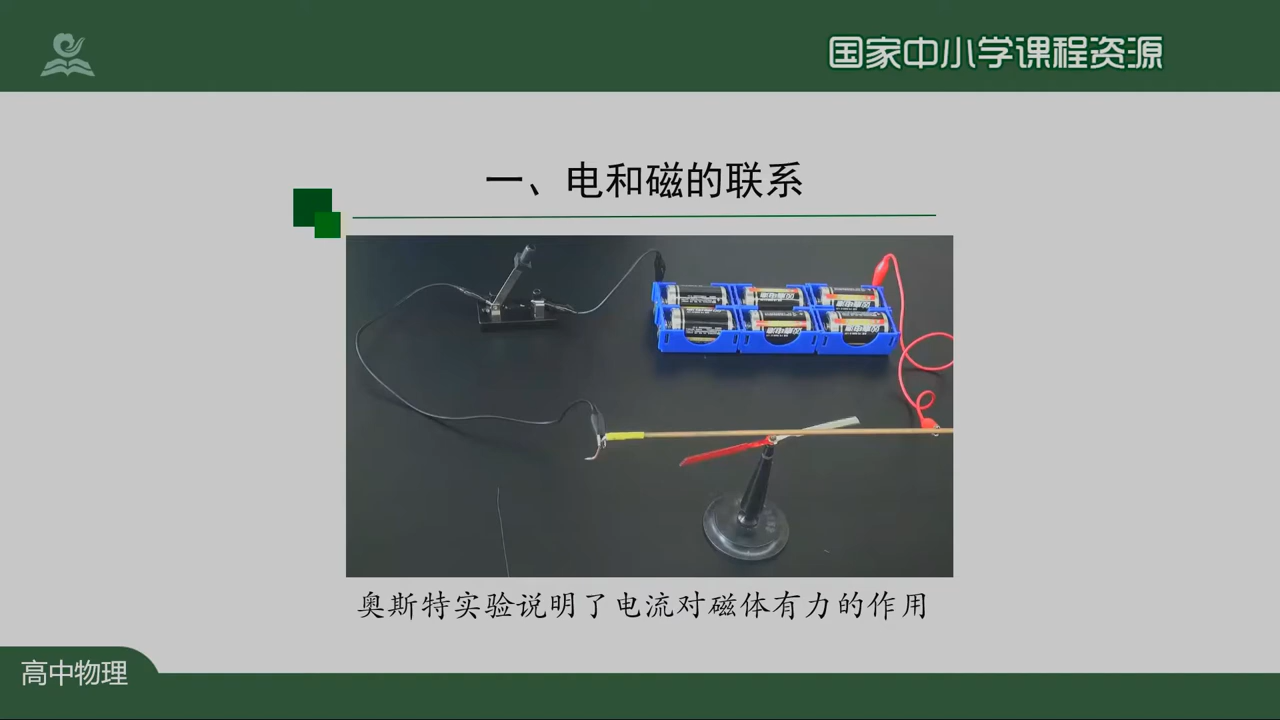 国家中小学课程资源
一、电和磁的联系
奥斯特实验说明了电流对磁体有力的作用
高中物理